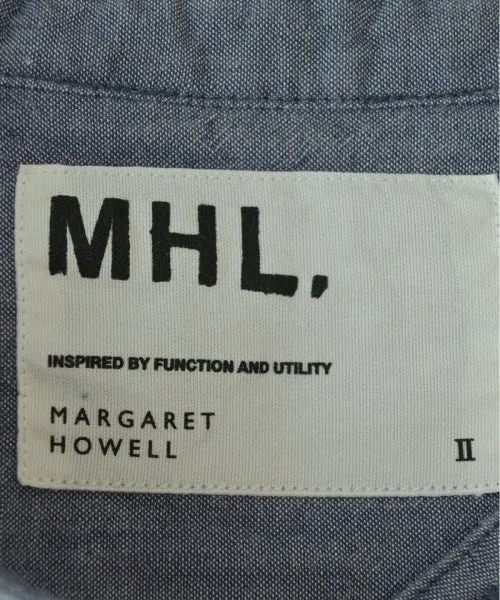 MHL,
INSPIRED BY FUNCTION AND UTILITY
MARGARET
HOWELL
II